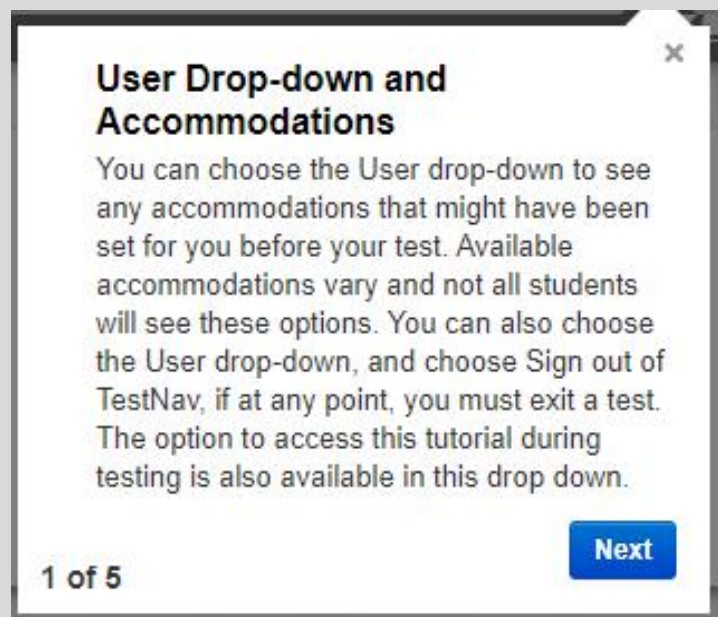 ×
User Drop-down and
Accommodations
You can choose the User drop-down to see
any accommodations that might have been
set for you before your test. Available
accommodations vary and not all students
will see these options. You can also choose
the User drop-down, and choose Sign out of
TestNav, if at any point, you must exit a test.
The option to access this tutorial during
testing is also available in this drop down.
Next
1 of 5